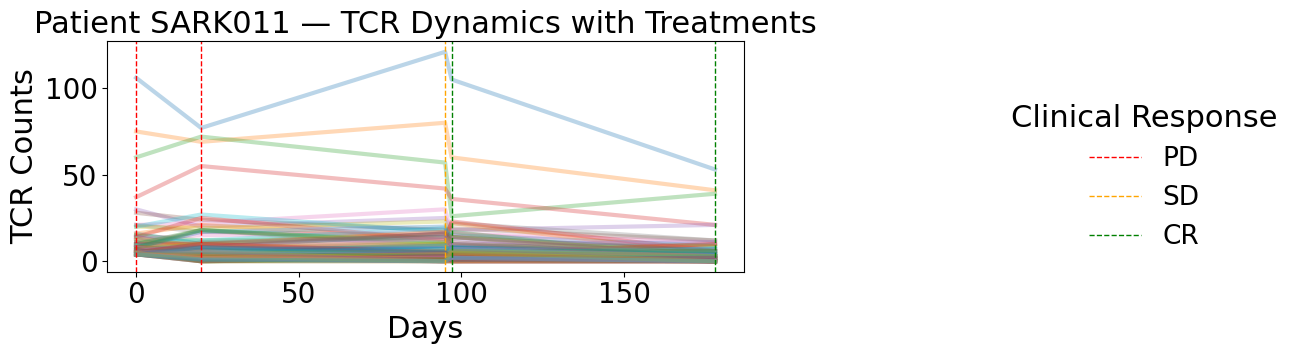 Patient SARK011 — TCR Dynamics with Treatments
TCR Counts
100
50
0
0
50
100
150
Days
Clinical Response
PD
SD
CR